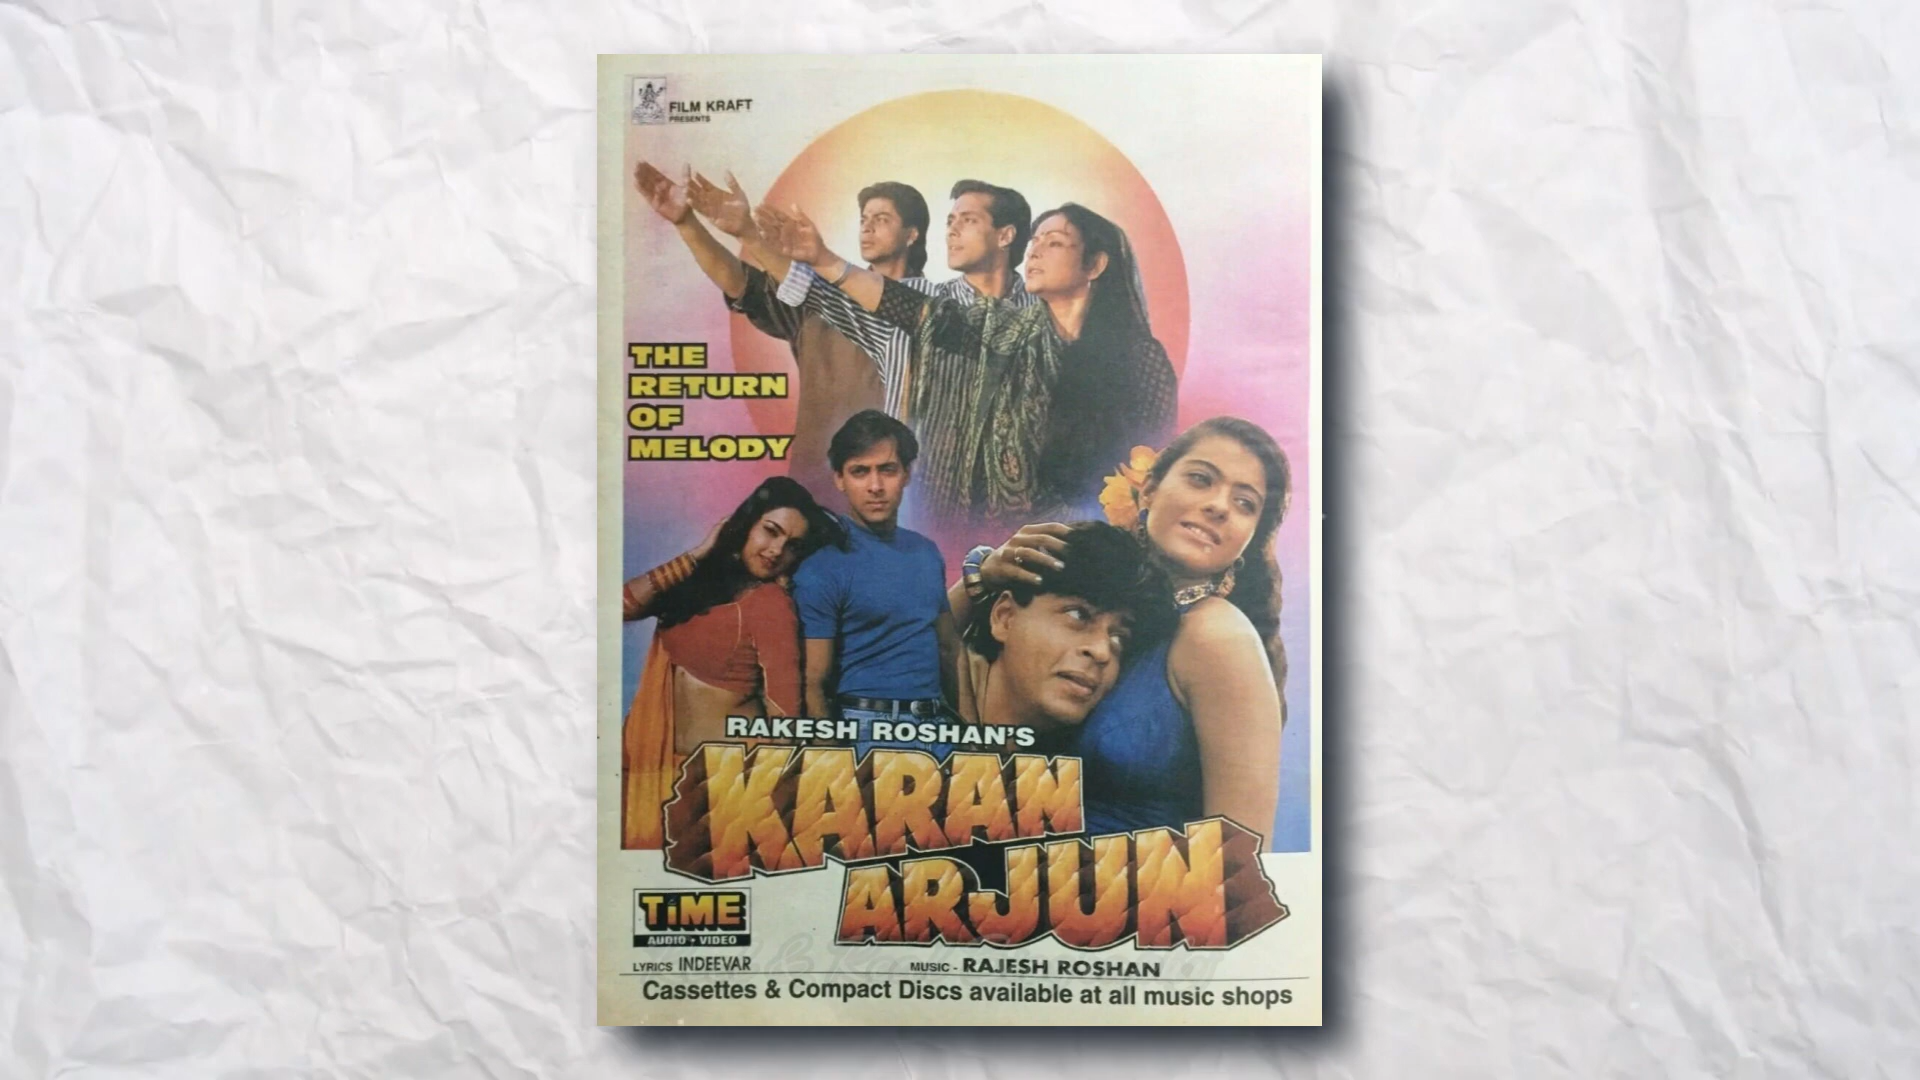 FILM KRAFT
PRESENTS
THE
RETURN
OF
MELODY
RAKESH ROSHAN'S
KARAN
ARJUN
TiME
AUDIO • VIDEO
LYRICS INDEEVAR
MUSIC - RAJESH ROSHAN
Cassettes & Compact Discs available at all music shops